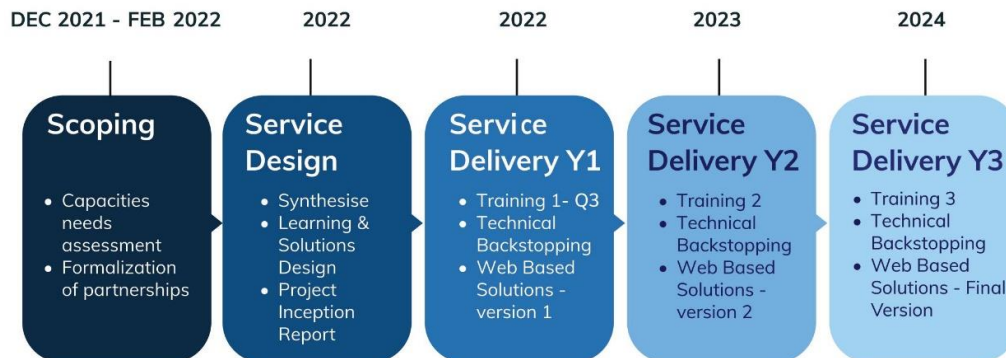 DEC 2021 - FEB 2022
2022
2022
2023
2024
Scoping
• Capacities
needs
assessment
• Formalization
of partnerships
Service
Design
• Synthesise
• Learning &
Solutions
Design
• Project
Inception
Report
Service
Delivery Y1
• Training 1- Q3
• Technical
Backstopping
• Web Based
Solutions -
version 1
Service
Delivery Y2
• Training 2
• Technical
Backstopping
• Web Based
Solutions -
version 2
Service
Delivery Y3
• Training 3
• Technical
Backstopping
• Web Based
Solutions - Final
Version